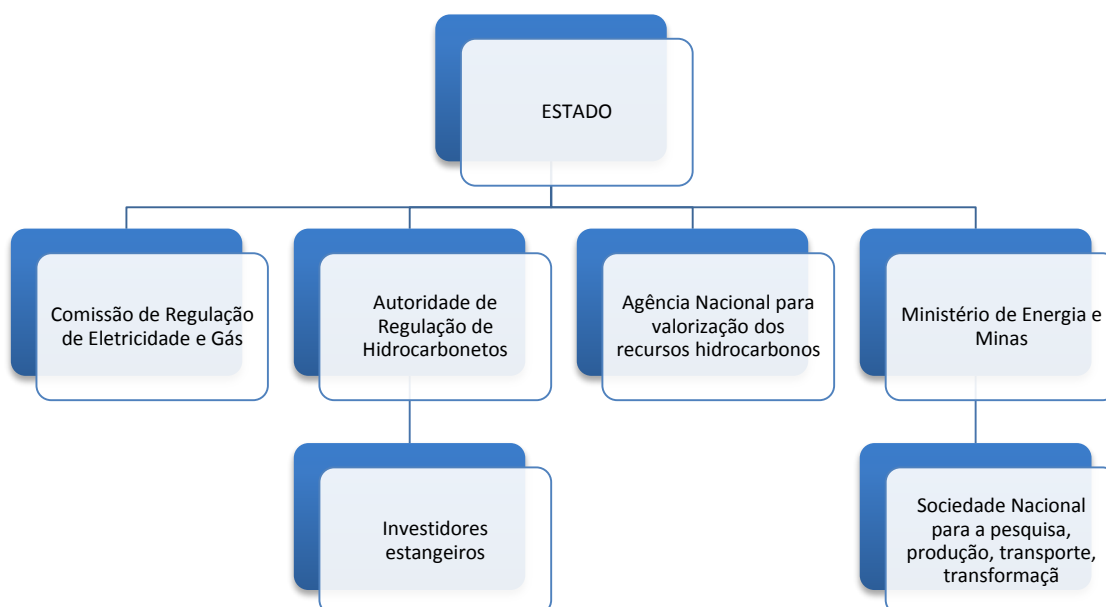 ESTADO
Comissão de Regulação
de Eletricidade e Gás
Autoridade de
Regulação de
Hidrocarbonetos
Agência Nacional para
valorização dos
recursos hidrocarbonos
Ministério de Energia e
Minas
Investidores
estangeiros
Sociedade Nacional
para a pesquisa,
produção, transporte,
transformaçã